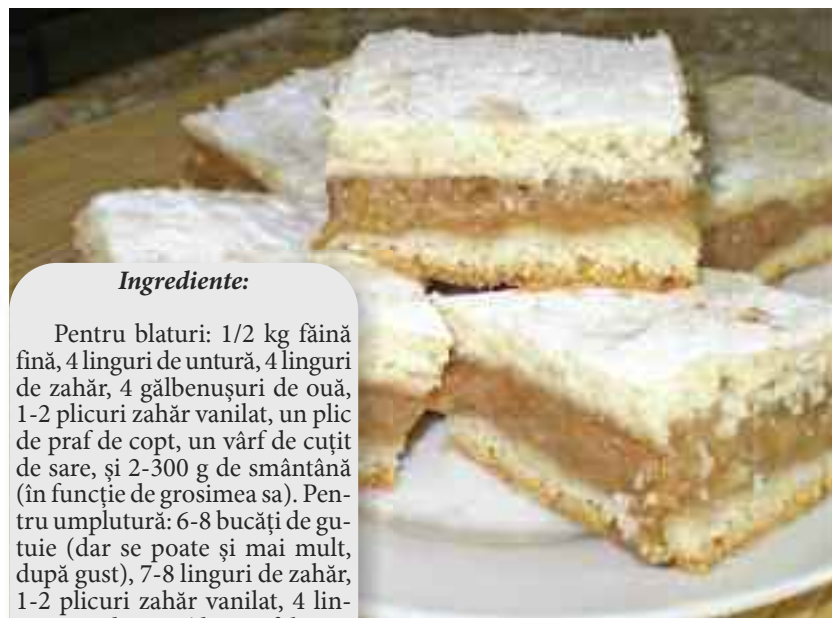 Ingrediente:
Pentru blaturi: 1/2 kg făină
fină, 4 linguri de untură, 4 linguri
de zahăr, 4 gălbenușuri de ouă,
1-2 plicuri zahăr vanilat, un plic
de praf de copt, un vârf de cuțit
de sare, și 2-300 g de smântână
(în funcție de grosimea sa). Pen-
tru umplutură: 6-8 bucăți de gu-
tuie (dar se poate și mai mult,
după gust), 7-8 linguri de zahăr,
1-2 plicuri zahăr vanilat, 4 lin-